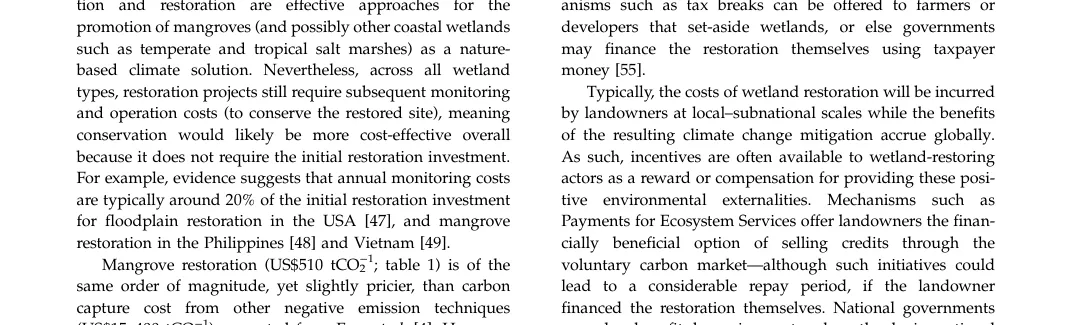 tion and restoration are effective approaches for the
promotion of mangroves (and possibly other coastal wetlands
such as temperate and tropical salt marshes) as a nature-
based climate solution. Nevertheless, across all wetland
types, restoration projects still require subsequent monitoring
and operation costs (to conserve the restored site), meaning
conservation would likely be more cost-effective overall
because it does not require the initial restoration investment.
For example, evidence suggests that annual monitoring costs
are typically around 20% of the initial restoration investment
for floodplain restoration in the USA [47], and mangrove
restoration in the Philippines [48] and Vietnam [49].
Mangrove restoration (US$510 tCO₂⁻¹; table 1) is of the
same order of magnitude, yet slightly pricier, than carbon
capture cost from other negative emission techniques
anisms such as tax breaks can be offered to farmers or
developers that set-aside wetlands, or else governments
may finance the restoration themselves using taxpayer
money [55].
Typically, the costs of wetland restoration will be incurred
by landowners at local–subnational scales while the benefits
of the resulting climate change mitigation accrue globally.
As such, incentives are often available to wetland-restoring
actors as a reward or compensation for providing these posi-
tive environmental externalities. Mechanisms such as
Payments for Ecosystem Services offer landowners the finan-
cially beneficial option of selling credits through the
voluntary carbon market—although such initiatives could
lead to a considerable repay period, if the landowner
financed the restoration themselves. National governments